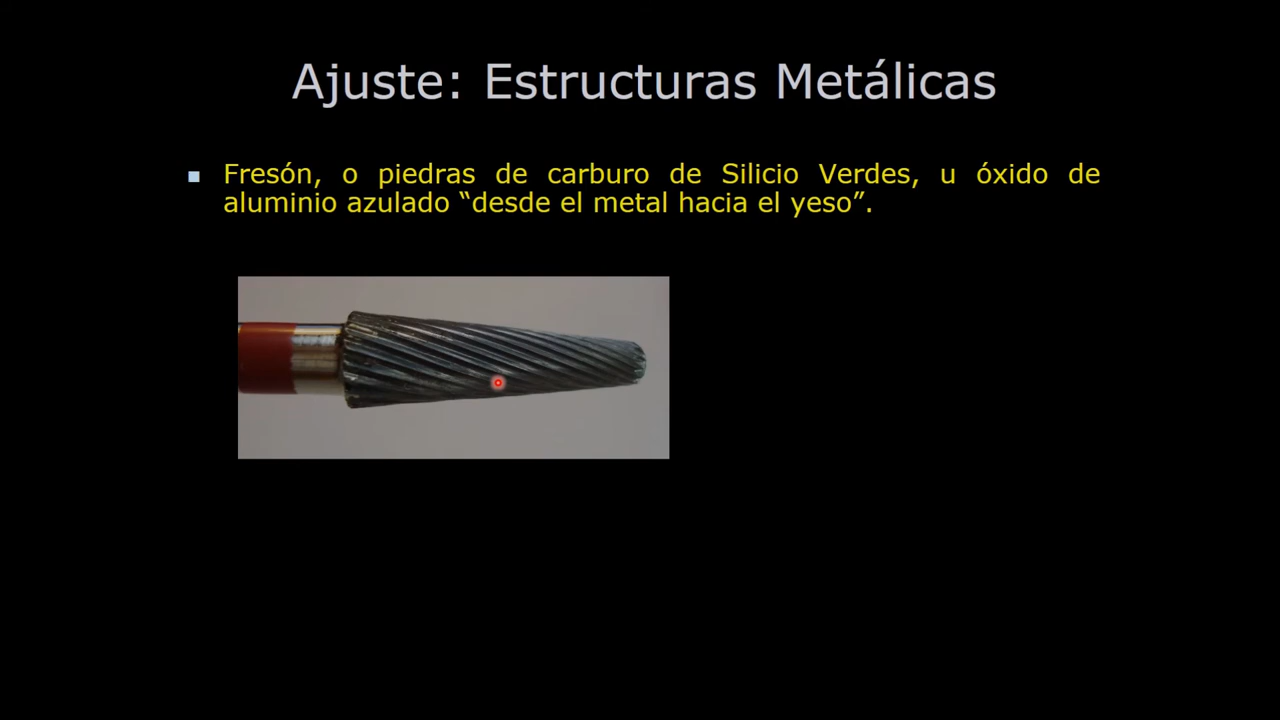 Ajuste: Estructuras Metálicas
Fresón, o piedras de carburo de Silicio Verdes, u óxido de
aluminio azulado “desde el metal hacia el yeso”.